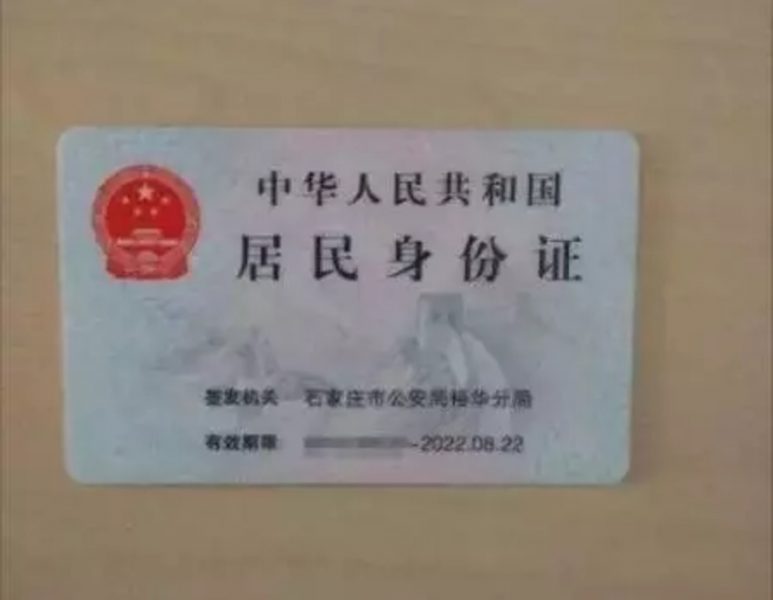 中华人民共和国
居民身份证
签发机关 石家庄市公安局裕华分局
有效期限 -2022.08.22